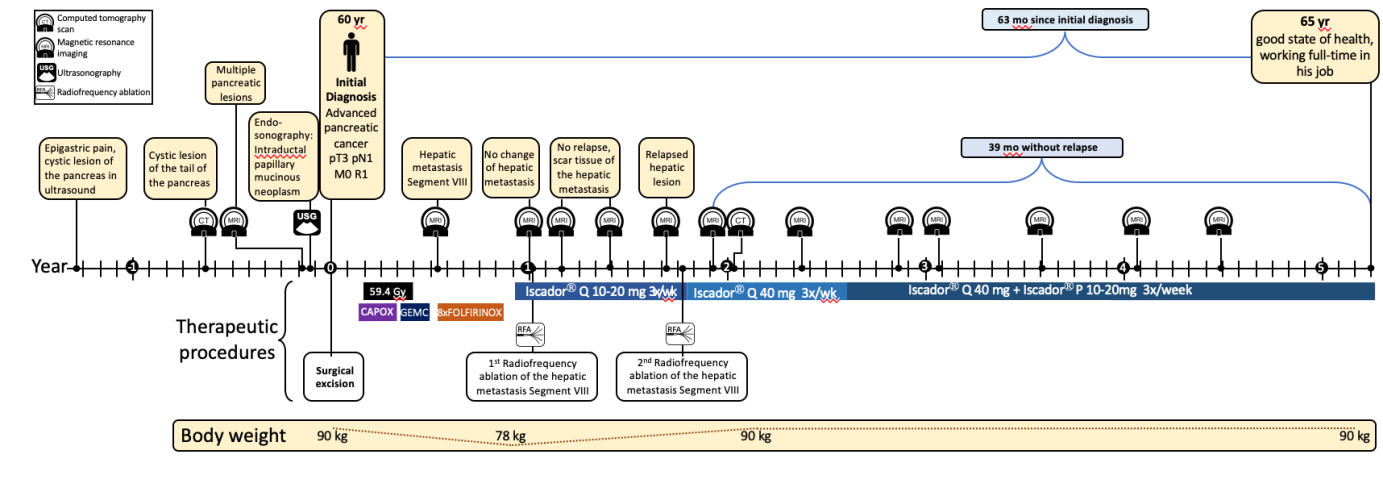 Computed tomography
scan
Magnetic resonance
imaging
Ultrasonography
Radiofrequency ablation
CT
MRI
USG
RFA
60 yr
Initial
Diagnosis
Advanced
pancreatic
cancer
pT3 pN1
M0 R1
63 mo since initial diagnosis
65 yr
good state of health,
working full-time in
his job
Multiple
pancreatic
lesions
Endo-
sonography:
Intraductal
papillary
mucinous
neoplasm
Epigastric pain,
cystic lesion of
the pancreas in
ultrasound
Cystic lesion
of the tail of
the pancreas
Hepatic
metastasis
Segment VIII
No change
of hepatic
metastasis
No relapse,
scar tissue of
the hepatic
metastasis
Relapsed
hepatic
lesion
39 mo without relapse
CT MRI USG MRI MRI MRI MRI MRI MRI CT MRI MRI MRI MRI MRI MRI
Year -1 0 1 2 3 4 5
59.4 Gy
CAPOX GEMC 8xFOLFIRINOX
Iscador® Q 10-20 mg 3x/wk
Iscador® Q 40 mg 3x/wk
Iscador® Q 40 mg + Iscador® P 10-20mg 3x/week
Therapeutic
procedures
Surgical
excision
RFA
1st Radiofrequency
ablation of the hepatic
metastasis Segment VIII
RFA
2nd Radiofrequency
ablation of the hepatic
metastasis Segment VIII
Body weight 90 kg 78 kg 90 kg 90 kg